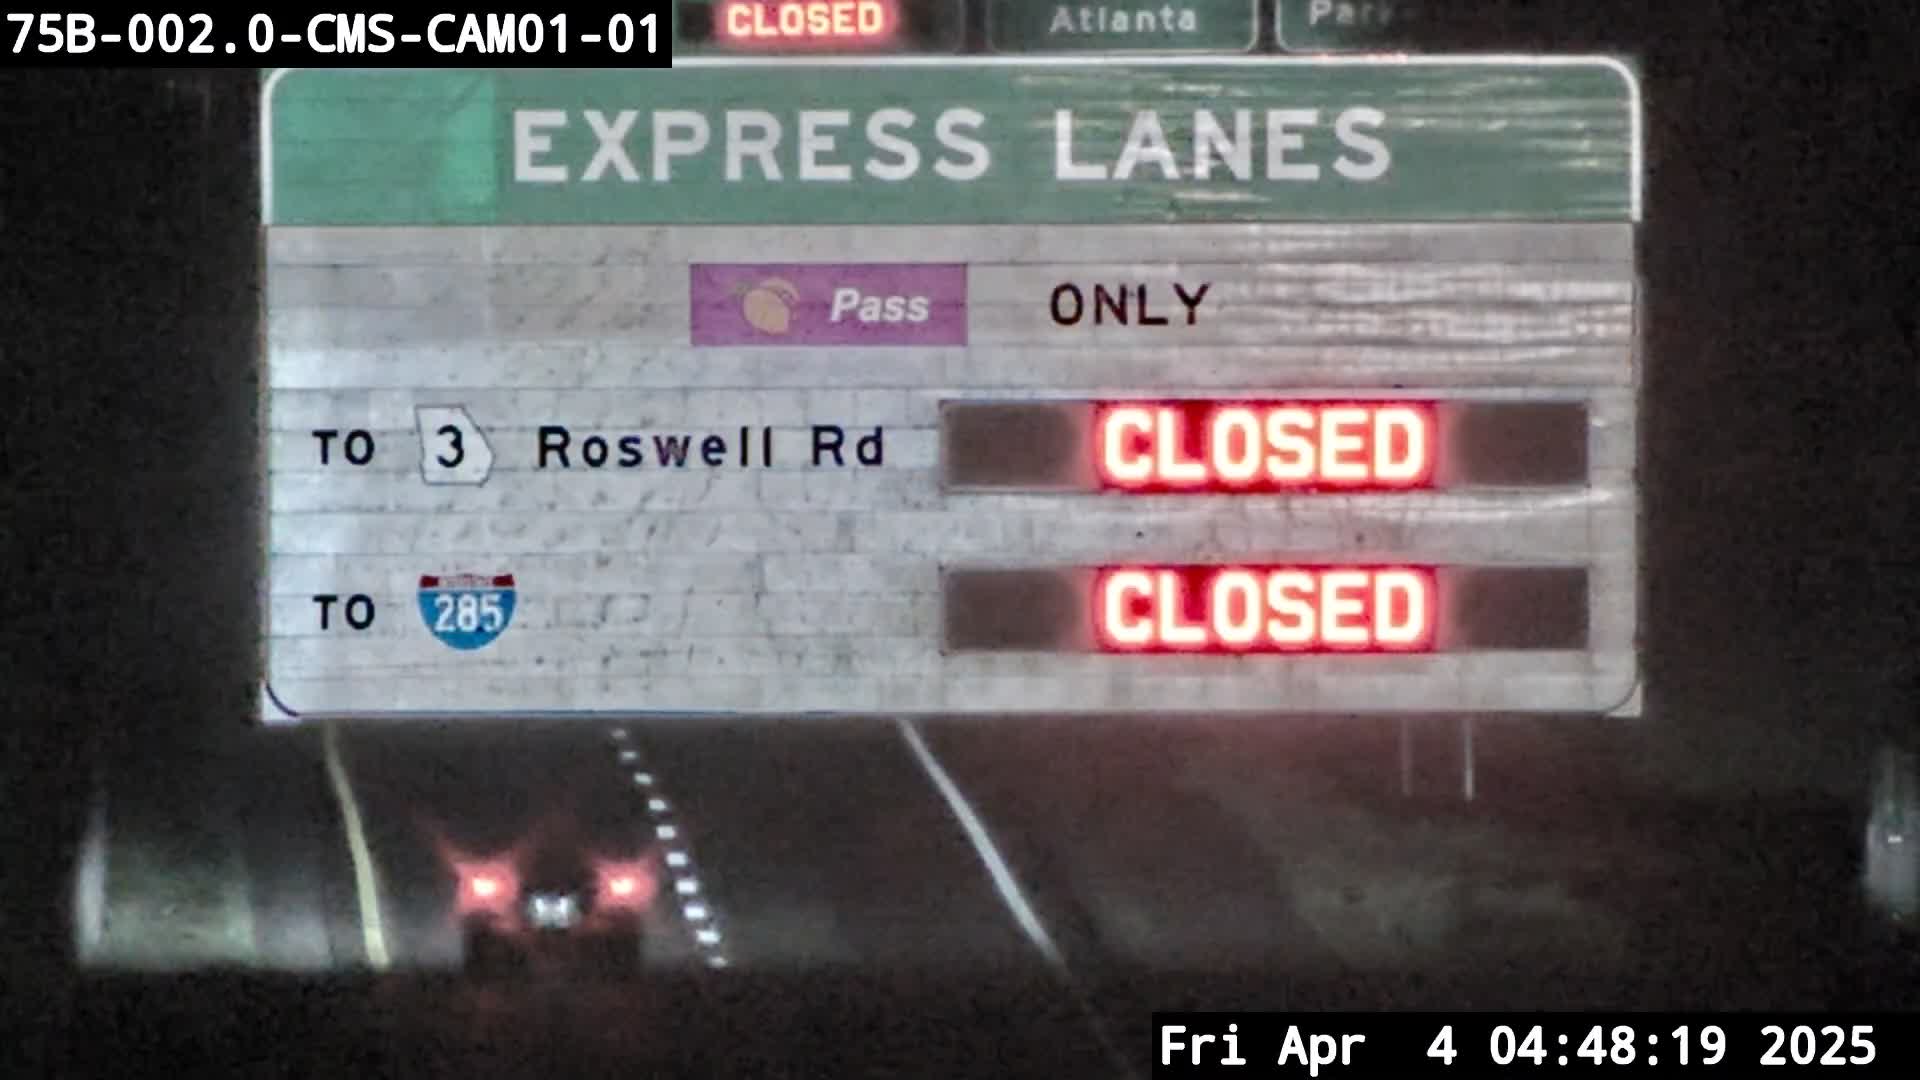 75B-002.0-CMS-CAM01-01
CLOSED
Atlanta
EXPRESS LANES
Pass ONLY
TO 3 Roswell Rd CLOSED
TO 285 CLOSED
Fri Apr 4 04:48:19 2025